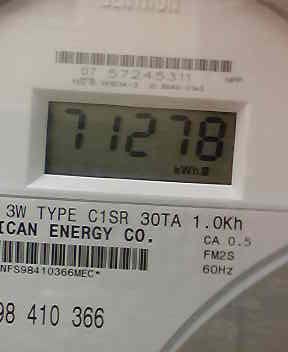 07 57245311
71278
kWh
3W TYPE C1SR 30TA 1.0Kh
ICAN ENERGY CO.
CA 0.5
FM2S
60Hz
NFS98410366MEC*
98 410 366